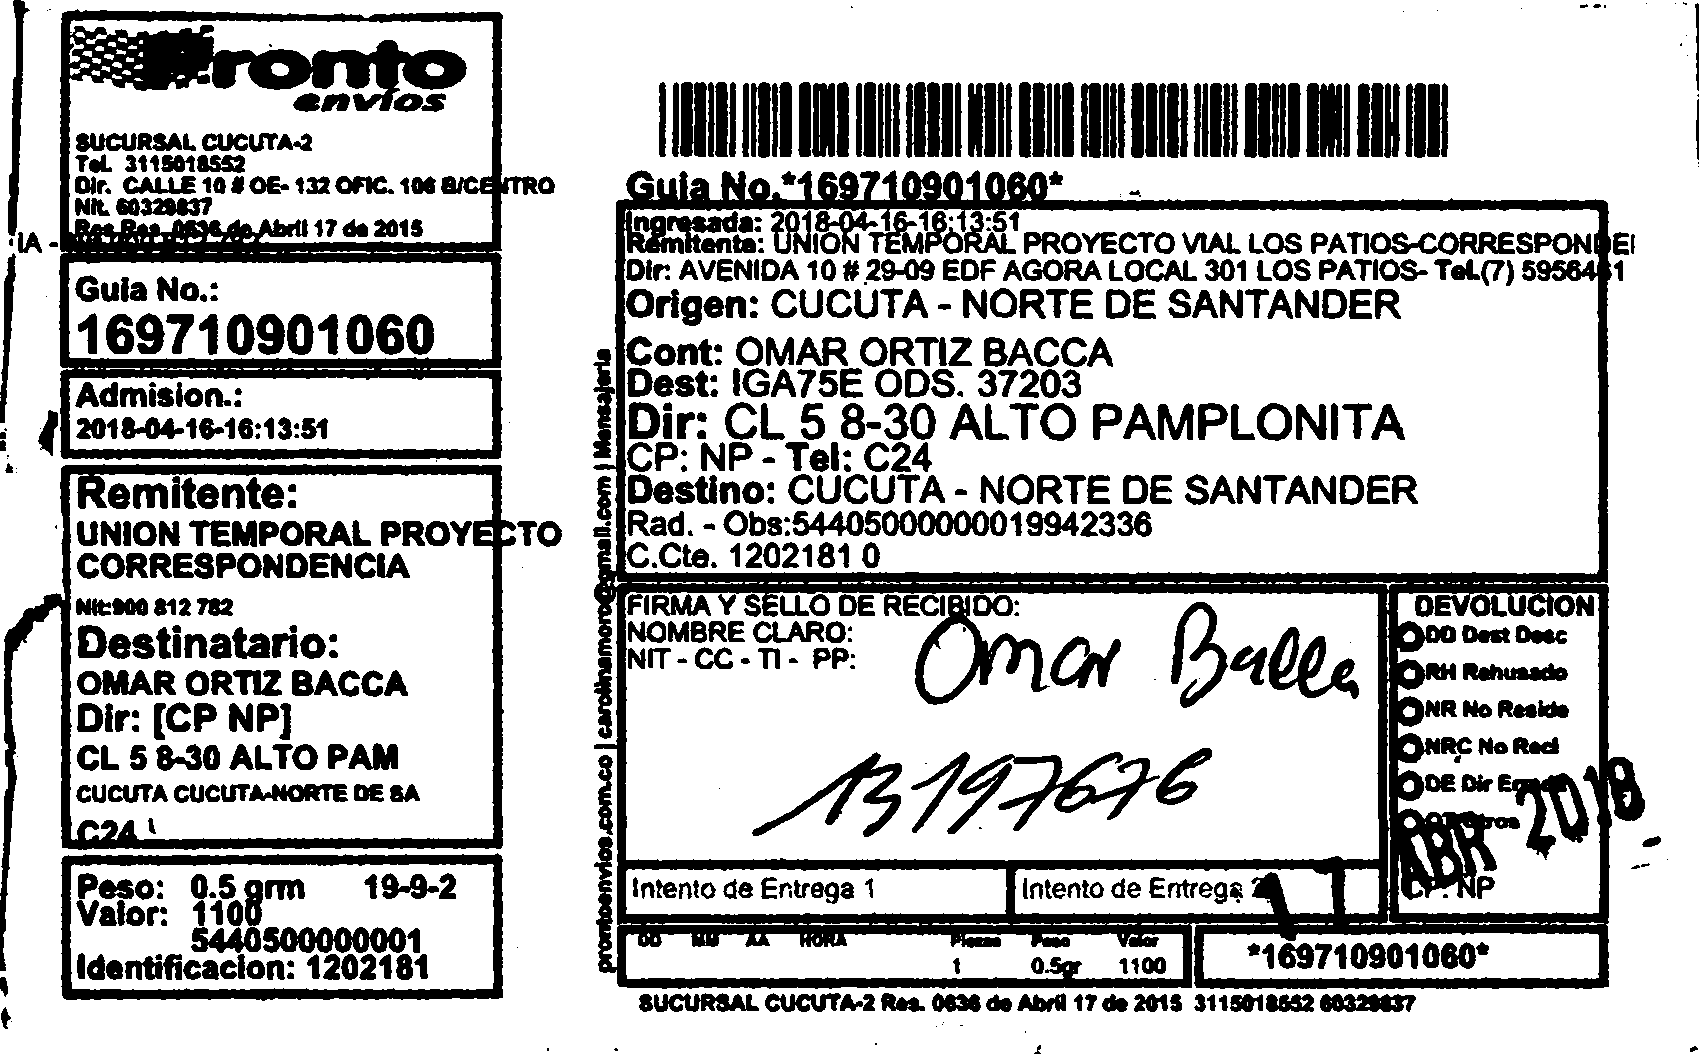 Pronto
envíos
SUCURSAL CUCUTA-2
Tel. 3115018552
Dir. CALLE 10 # OE- 132 OFIC. 106 B/CENTRO
Nit. 60329837
Res.Res. 0636 de Abril 17 de 2015
IA -
Guia No.:
169710901060
Admision.:
2018-04-16-16:13:51
Remitente:
UNION TEMPORAL PROYECTO
CORRESPONDENCIA
Nit:900 812 782
Destinatario:
OMAR ORTIZ BACCA
Dir: [CP NP]
CL 5 8-30 ALTO PAM
CUCUTA CUCUTA-NORTE DE SA
C24
Peso: 0.5 grm 19-9-2
Valor: 1100
5440500000001
Identificacion: 1202181
prontoenvios.com.co | carolinamoro@gmail.com | Mensajeria
Guia No.*169710901060*
Ingresada: 2018-04-16-16:13:51
Remitente: UNION TEMPORAL PROYECTO VIAL LOS PATIOS-CORRESPONDE
Dir: AVENIDA 10 # 29-09 EDF AGORA LOCAL 301 LOS PATIOS- Tel.(7) 5956461
Origen: CUCUTA - NORTE DE SANTANDER
Cont: OMAR ORTIZ BACCA
Dest: IGA75E ODS. 37203
Dir: CL 5 8-30 ALTO PAMPLONITA
CP: NP - Tel: C24
Destino: CUCUTA - NORTE DE SANTANDER
Rad. - Obs:544050000000019942336
C.Cte. 1202181 0
FIRMA Y SELLO DE RECIBIDO:
NOMBRE CLARO:
NIT - CC - TI - PP:
Omar Bacca
13197676
DEVOLUCION
DD Dest Desc
RH Rehusado
NR No Reside
NRC No Recl
DE Dir Errada
OT Otros
17 ABR 2018
CP: NP
Intento de Entrega 1
Intento de Entrega 2
DD MM AA HORA Piezas Peso Valor
1 0.5gr 1100
*169710901060*
SUCURSAL CUCUTA-2 Res. 0636 de Abril 17 de 2015 3115018552 60329837